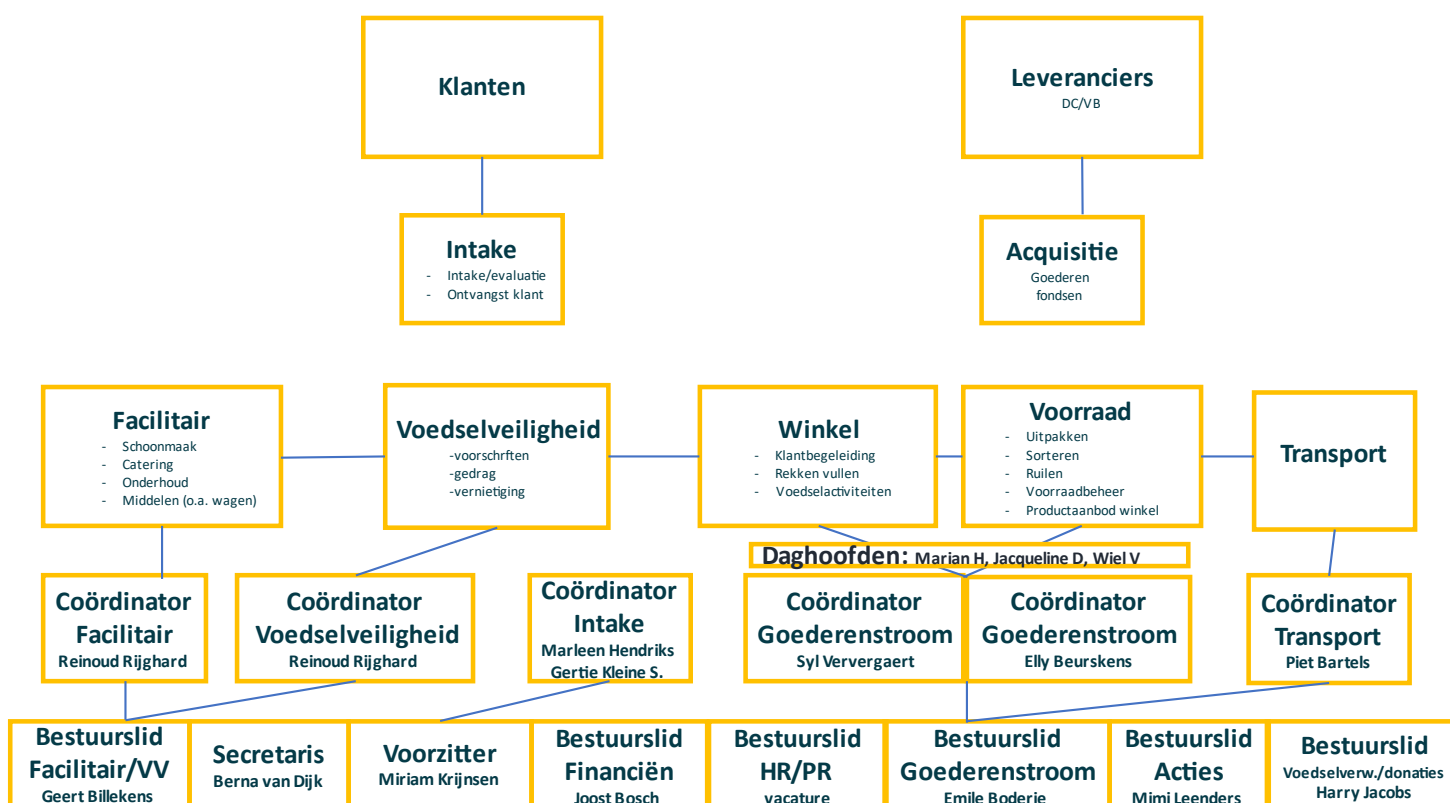 Klanten
Leveranciers
DC/VB
Intake
- Intake/evaluatie
- Ontvangst klant
Acquisitie
Goederen
fondsen
Facilitair
- Schoonmaak
- Catering
- Onderhoud
- Middelen (o.a. wagen)
Voedselveiligheid
-voorschrften
-gedrag
-vernietiging
Winkel
- Klantbegeleiding
- Rekken vullen
- Voedselactiviteiten
Voorraad
- Uitpakken
- Sorteren
- Ruilen
- Voorraadbeheer
- Productaanbod winkel
Transport
Daghoofden: Marian H, Jacqueline D, Wiel V
Coördinator
Facilitair
Reinoud Rijghard
Coördinator
Voedselveiligheid
Reinoud Rijghard
Coördinator
Intake
Marleen Hendriks
Gertie Kleine S.
Coördinator
Goederenstroom
Syl Ververgaert
Coördinator
Goederenstroom
Elly Beurskens
Coördinator
Transport
Piet Bartels
Bestuurslid
Facilitair/VV
Geert Billekens
Secretaris
Berna van Dijk
Voorzitter
Miriam Krijnsen
Bestuurslid
Financiën
Joost Bosch
Bestuurslid
HR/PR
vacature
Bestuurslid
Goederenstroom
Emile Boderie
Bestuurslid
Acties
Mimi Leenders
Bestuurslid
Voedselverw./donaties
Harry Jacobs